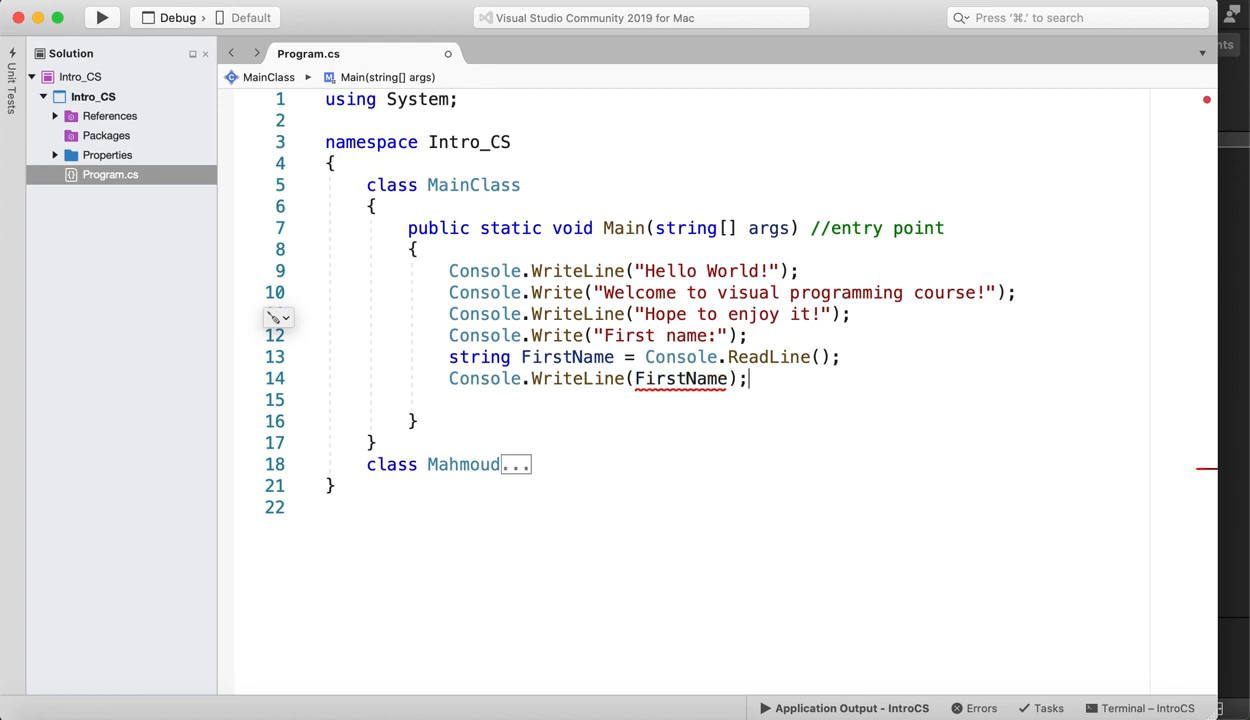 Debug › Default
Visual Studio Community 2019 for Mac
Press '⌘.' to search
nts
Unit Tests
Solution
Intro_CS
Intro_CS
References
Packages
Properties
Program.cs
Program.cs
MainClass
Main(string[] args)
1 using System;
2
3 namespace Intro_CS
4 {
5 class MainClass
6 {
7 public static void Main(string[] args) //entry point
8 {
9 Console.WriteLine("Hello World!");
10 Console.Write("Welcome to visual programming course!");
Console.WriteLine("Hope to enjoy it!");
12 Console.Write("First name:");
13 string FirstName = Console.ReadLine();
14 Console.WriteLine(FirstName);
15
16 }
17 }
18 class Mahmoud...
21 }
22
Application Output - IntroCS Errors Tasks Terminal – IntroCS